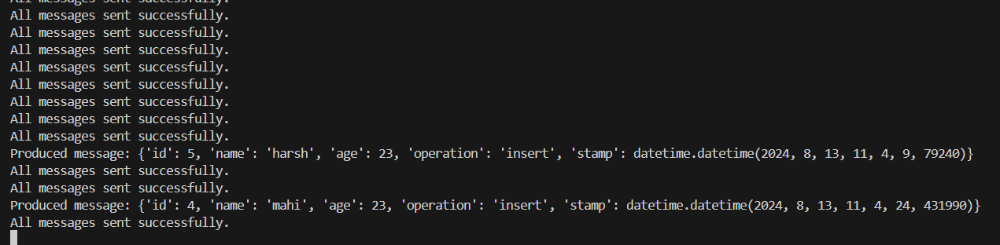 All messages sent successfully.
All messages sent successfully.
All messages sent successfully.
All messages sent successfully.
All messages sent successfully.
All messages sent successfully.
All messages sent successfully.
All messages sent successfully.
Produced message: {'id': 5, 'name': 'harsh', 'age': 23, 'operation': 'insert', 'stamp': datetime.datetime(2024, 8, 13, 11, 4, 9, 79240)}
All messages sent successfully.
All messages sent successfully.
Produced message: {'id': 4, 'name': 'mahi', 'age': 23, 'operation': 'insert', 'stamp': datetime.datetime(2024, 8, 13, 11, 4, 24, 431990)}
All messages sent successfully.